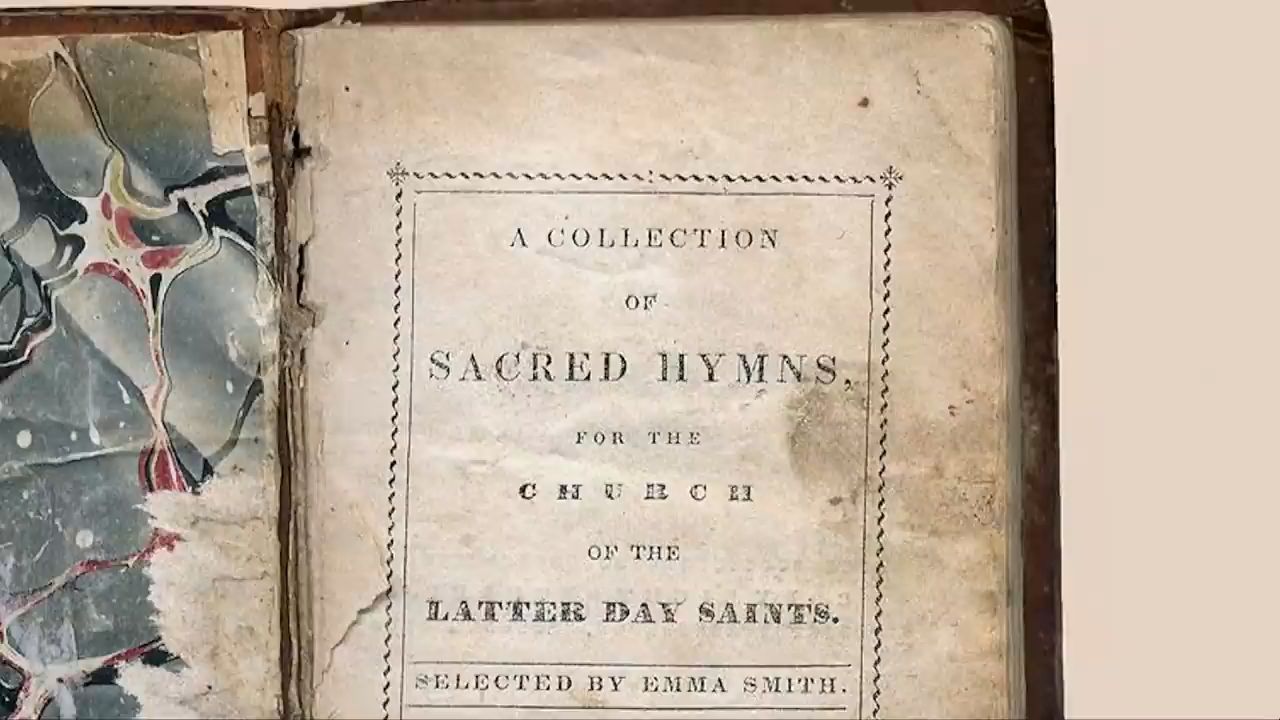 A COLLECTION
OF
SACRED HYMNS,
FOR THE
CHURCH
OF THE
LATTER DAY SAINTS.
SELECTED BY EMMA SMITH.